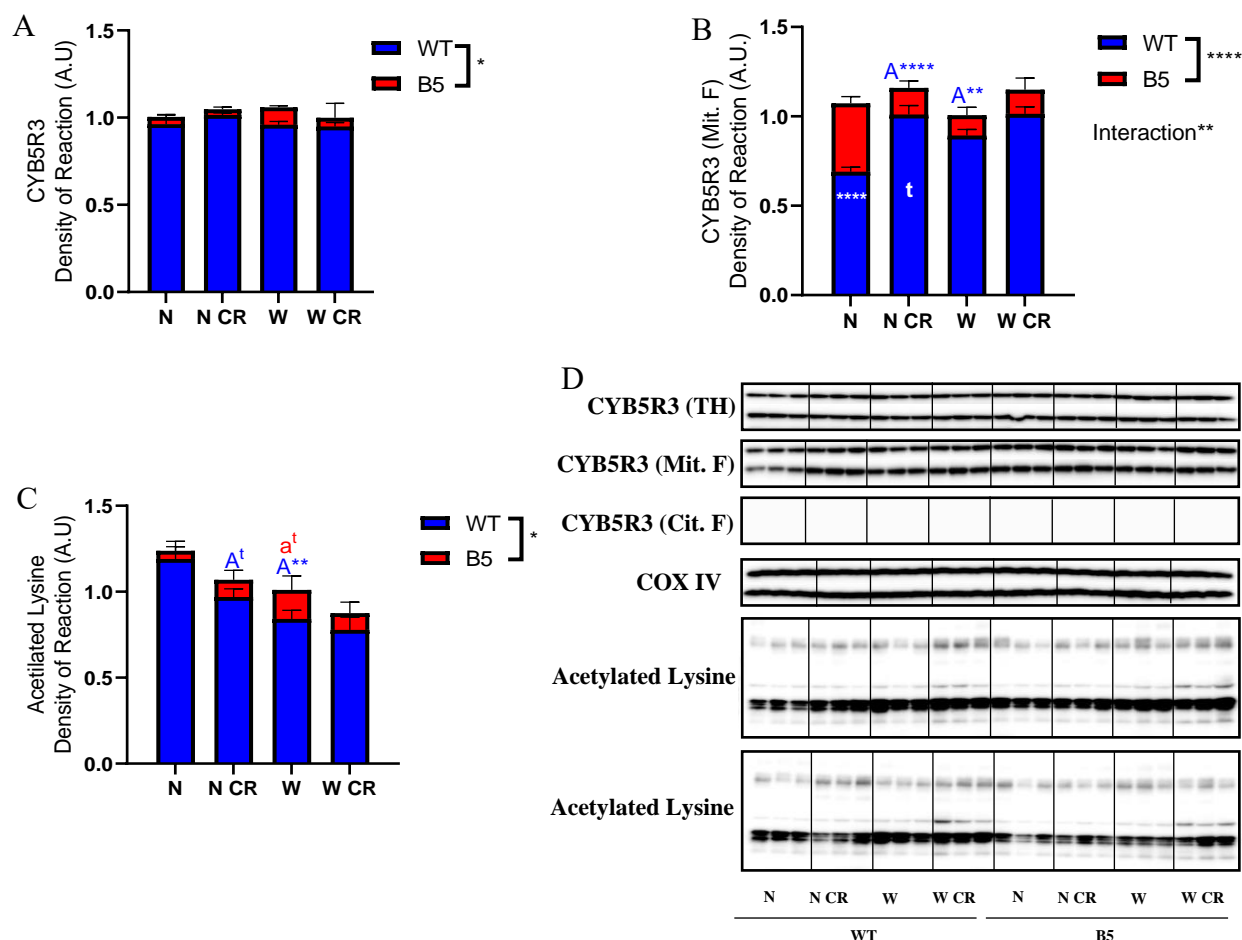 A
CYB5R3
Density of Reaction (A.U)
1.5
1.0
0.5
0.0
N N CR W W CR
WT
B5
*
B
CYB5R3 (Mit. F)
Density of Reaction (A.U.)
1.5
1.0
0.5
0.0
A**** A**
**** t
N N CR W W CR
WT
B5
****
Interaction**
C
Acetilated Lysine
Density of Reaction (A.U)
1.5
1.0
0.5
0.0
At
at
A**
N N CR W W CR
WT
B5
*
D
CYB5R3 (TH)
CYB5R3 (Mit. F)
CYB5R3 (Cit. F)
COX IV
Acetylated Lysine
Acetylated Lysine
N N CR W W CR N N CR W W CR
WT B5